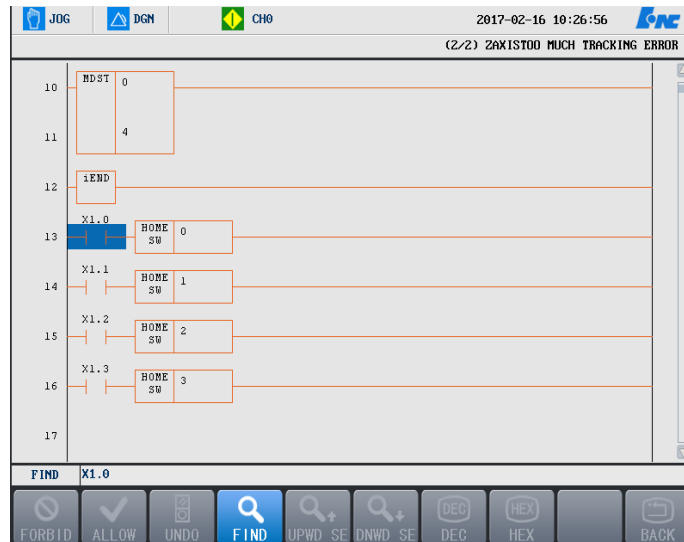 JOG DGN CH0 2017-02-16 10:26:56
(2/2) ZAXISTOO MUCH TRACKING ERROR
10 MDST 0
11 4
12 iEND
X1.0
13 HOME SW 0
X1.1
14 HOME SW 1
X1.2
15 HOME SW 2
X1.3
16 HOME SW 3
17
FIND X1.0
FORBID ALLOW UNDO FIND UPWD SE DNWD SE DEC HEX BACK